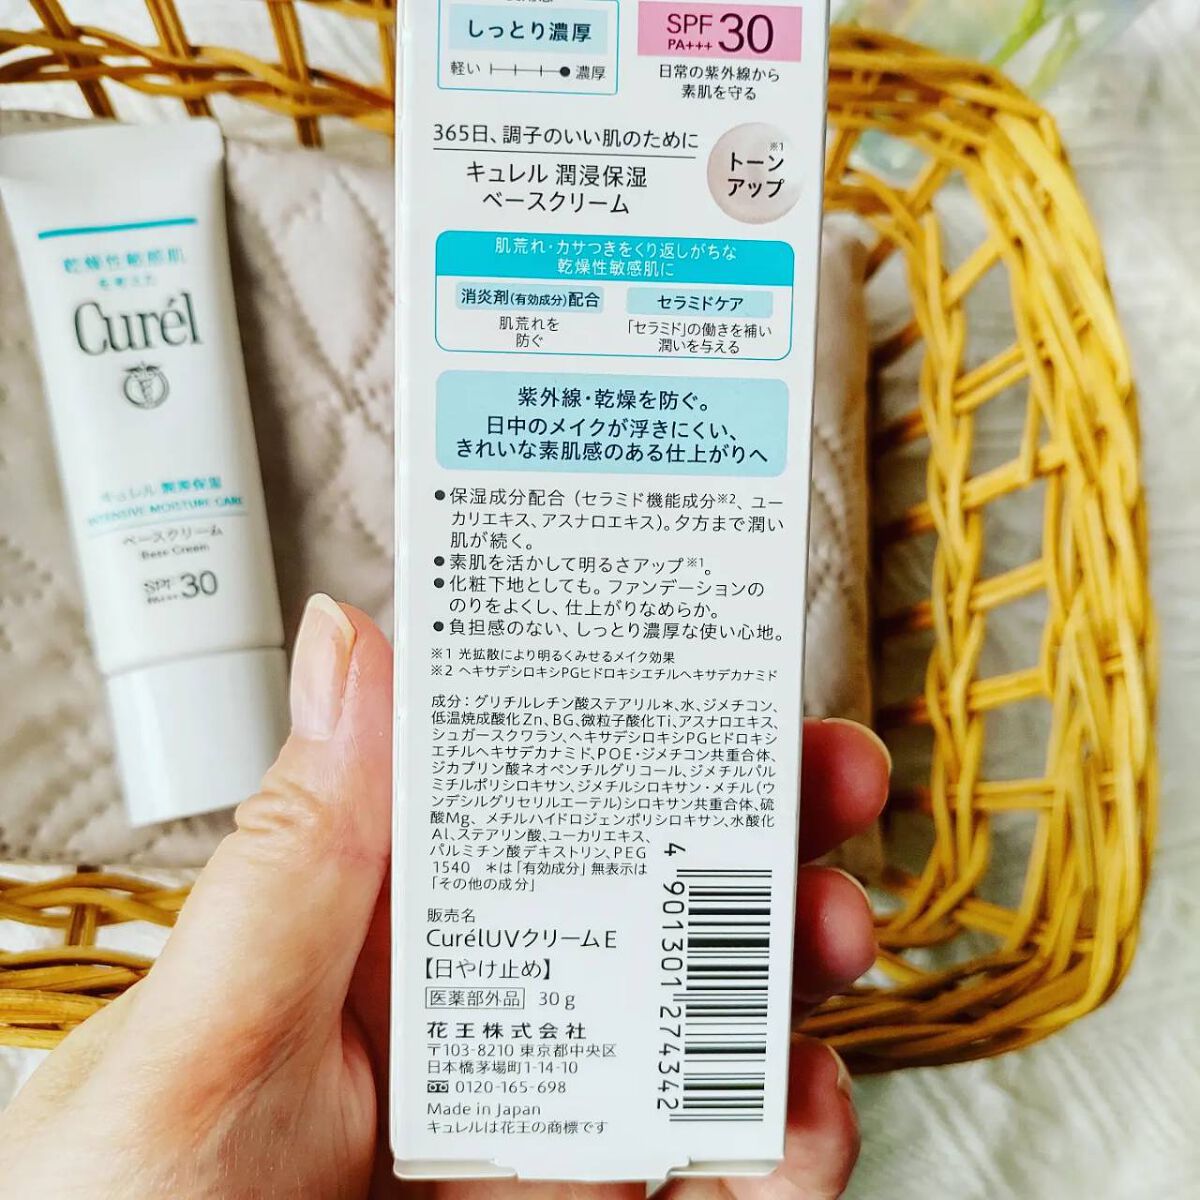 しっとり濃厚
軽い 濃厚
SPF 30
PA+++
日常の紫外線から
素肌を守る
365日、調子のいい肌のために
キュレル 潤浸保湿
ベースクリーム
※1
トーン
アップ
肌荒れ・カサつきをくり返しがちな
乾燥性敏感肌に
消炎剤(有効成分)配合
肌荒れを
防ぐ
セラミドケア
「セラミド」の働きを補い
潤いを与える
紫外線・乾燥を防ぐ。
日中のメイクが浮きにくい、
きれいな素肌感のある仕上がりへ
●保湿成分配合（セラミド機能成分※2、ユー
カリエキス、アスナロエキス）。夕方まで潤い
肌が続く。
●素肌を活かして明るさアップ※1。
●化粧下地としても。ファンデーションの
のりをよくし、仕上がりなめらか。
●負担感のない、しっとり濃厚な使い心地。
※1 光拡散により明るくみせるメイク効果
※2 ヘキサデシロキシPGヒドロキシエチルヘキサデカナミド
成分：グリチルレチン酸ステアリル＊、水、ジメチコン、
低温焼成酸化Zn、BG、微粒子酸化Ti、アスナロエキス、
シュガースクワラン、ヘキサデシロキシPGヒドロキシ
エチルヘキサデカナミド、POE・ジメチコン共重合体、
ジカプリン酸ネオペンチルグリコール、ジメチルパル
ミチルポリシロキサン、ジメチルシロキサン・メチル（ウ
ンデシルグリセリルエーテル）シロキサン共重合体、硫
酸Mg、メチルハイドロジェンポリシロキサン、水酸化
Al、ステアリン酸、ユーカリエキス、
パルミチン酸デキストリン、PEG
1540 ＊は「有効成分」無表示は
「その他の成分」
販売名
CurélUVクリームE
【日やけ止め】
医薬部外品 30g
花王株式会社
〒103-8210 東京都中央区
日本橋茅場町1-14-10
0120-165-698
Made in Japan
キュレルは花王の商標です
4 901301 274342
乾燥性敏感肌
Curél
キュレル 潤浸保湿
INTENSIVE MOISTURE CARE
ベースクリーム
Base Cream
SPF 30
PA+++